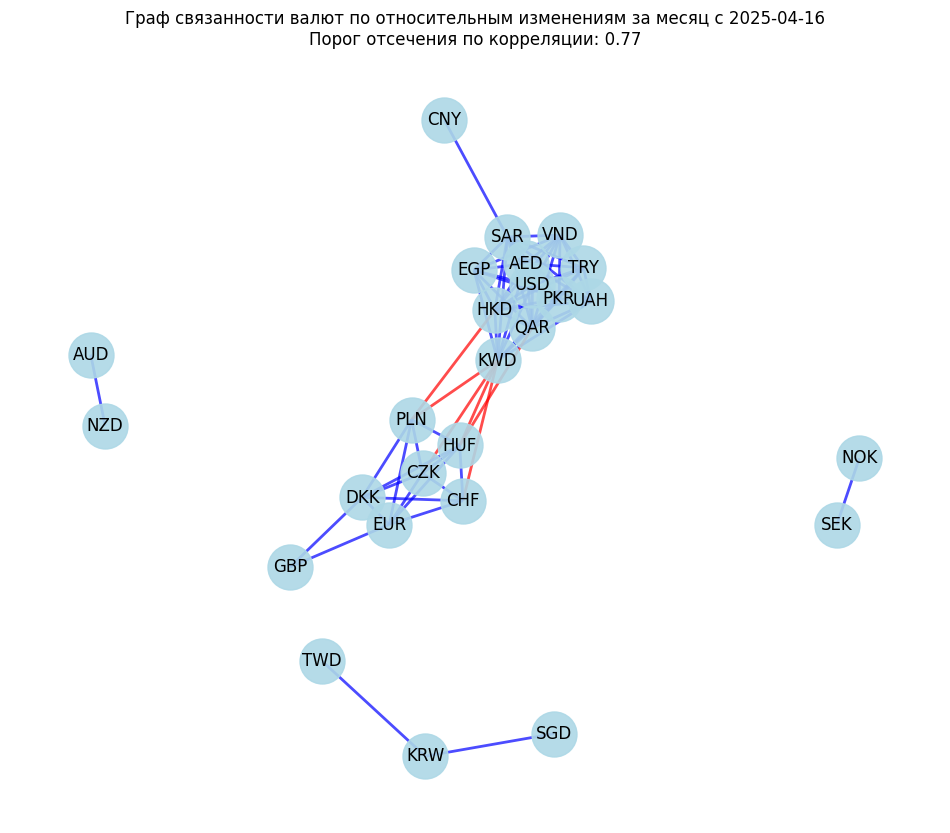 Граф связанности валют по относительным изменениям за месяц с 2025-04-16
Порог отсечения по корреляции: 0.77
CNY
SAR
VND
AED
EGP
TRY
USD
PKR
UAH
HKD
QAR
AUD
KWD
NZD
PLN
HUF
NOK
CZK
DKK
CHF
EUR
SEK
GBP
TWD
SGD
KRW